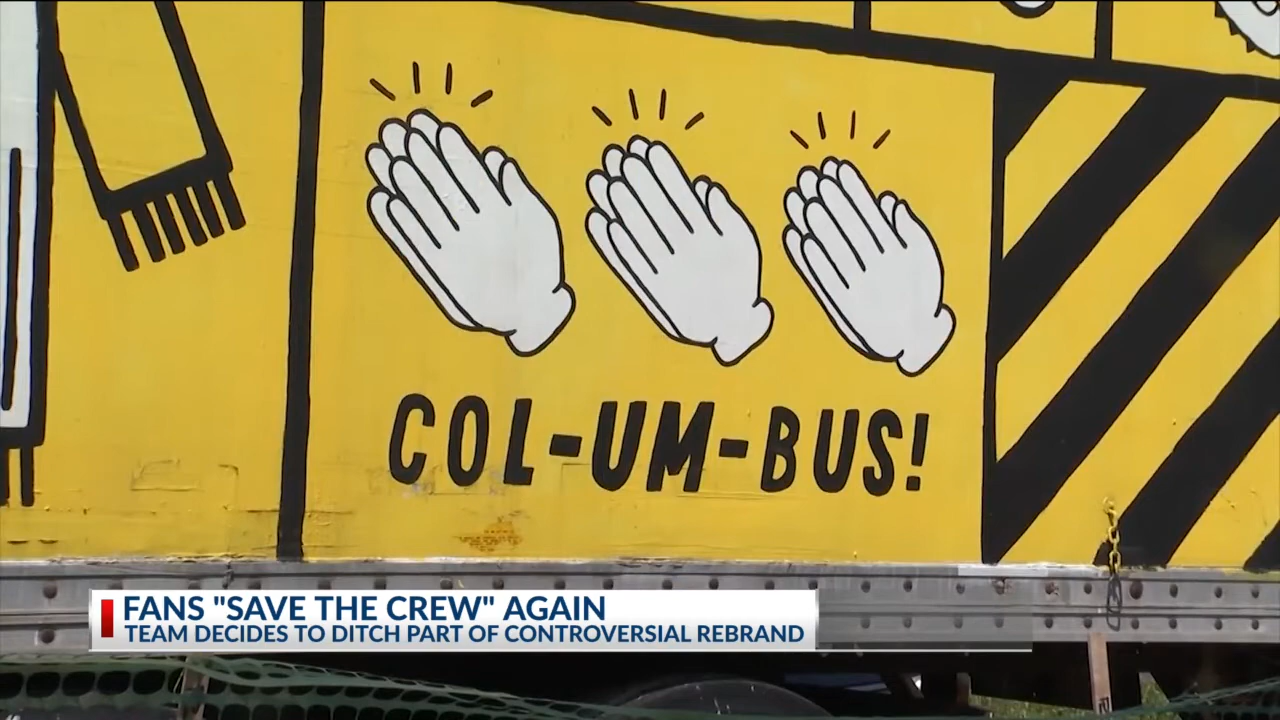 COL-UM-BUS!
FANS "SAVE THE CREW" AGAIN
TEAM DECIDES TO DITCH PART OF CONTROVERSIAL REBRAND